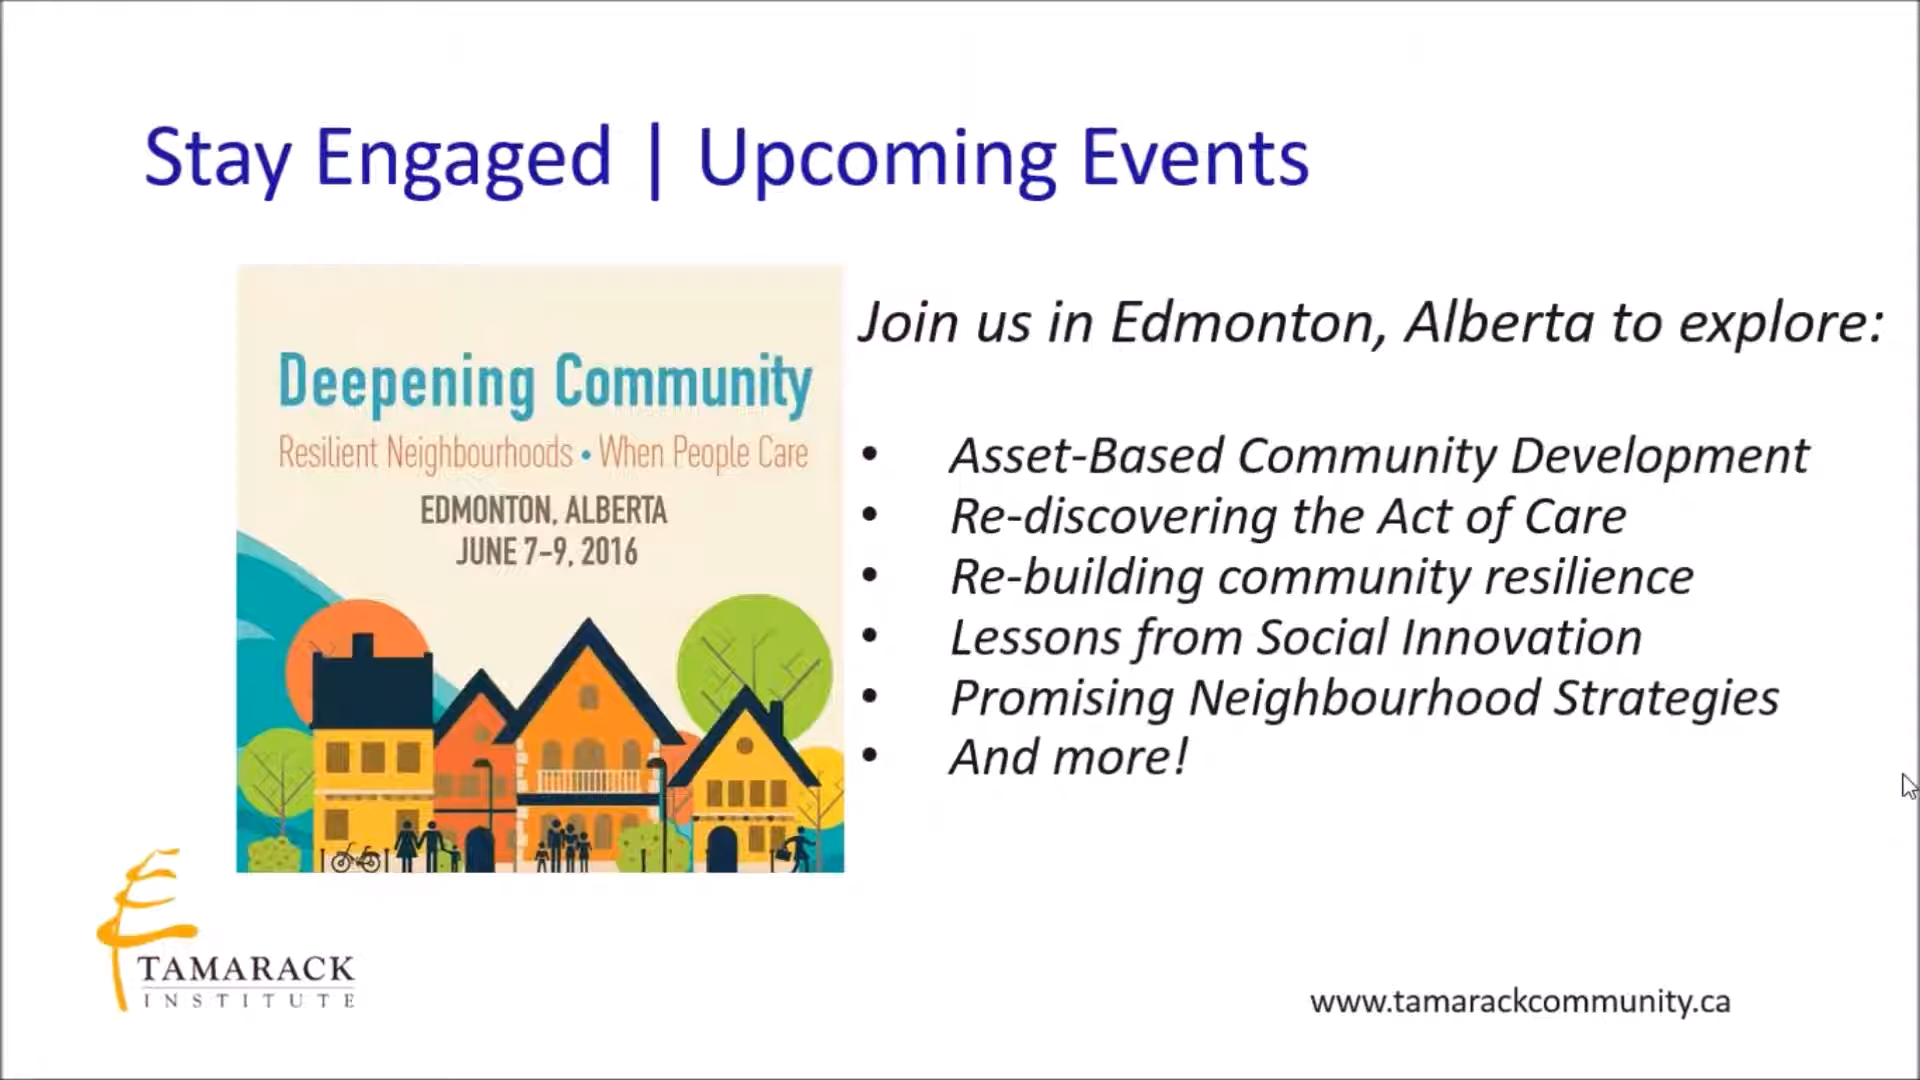 Stay Engaged | Upcoming Events
Deepening Community
Resilient Neighbourhoods • When People Care
EDMONTON, ALBERTA
JUNE 7-9, 2016
Join us in Edmonton, Alberta to explore:
• Asset-Based Community Development
• Re-discovering the Act of Care
• Re-building community resilience
• Lessons from Social Innovation
• Promising Neighbourhood Strategies
• And more!
TAMARACK
INSTITUTE
www.tamarackcommunity.ca